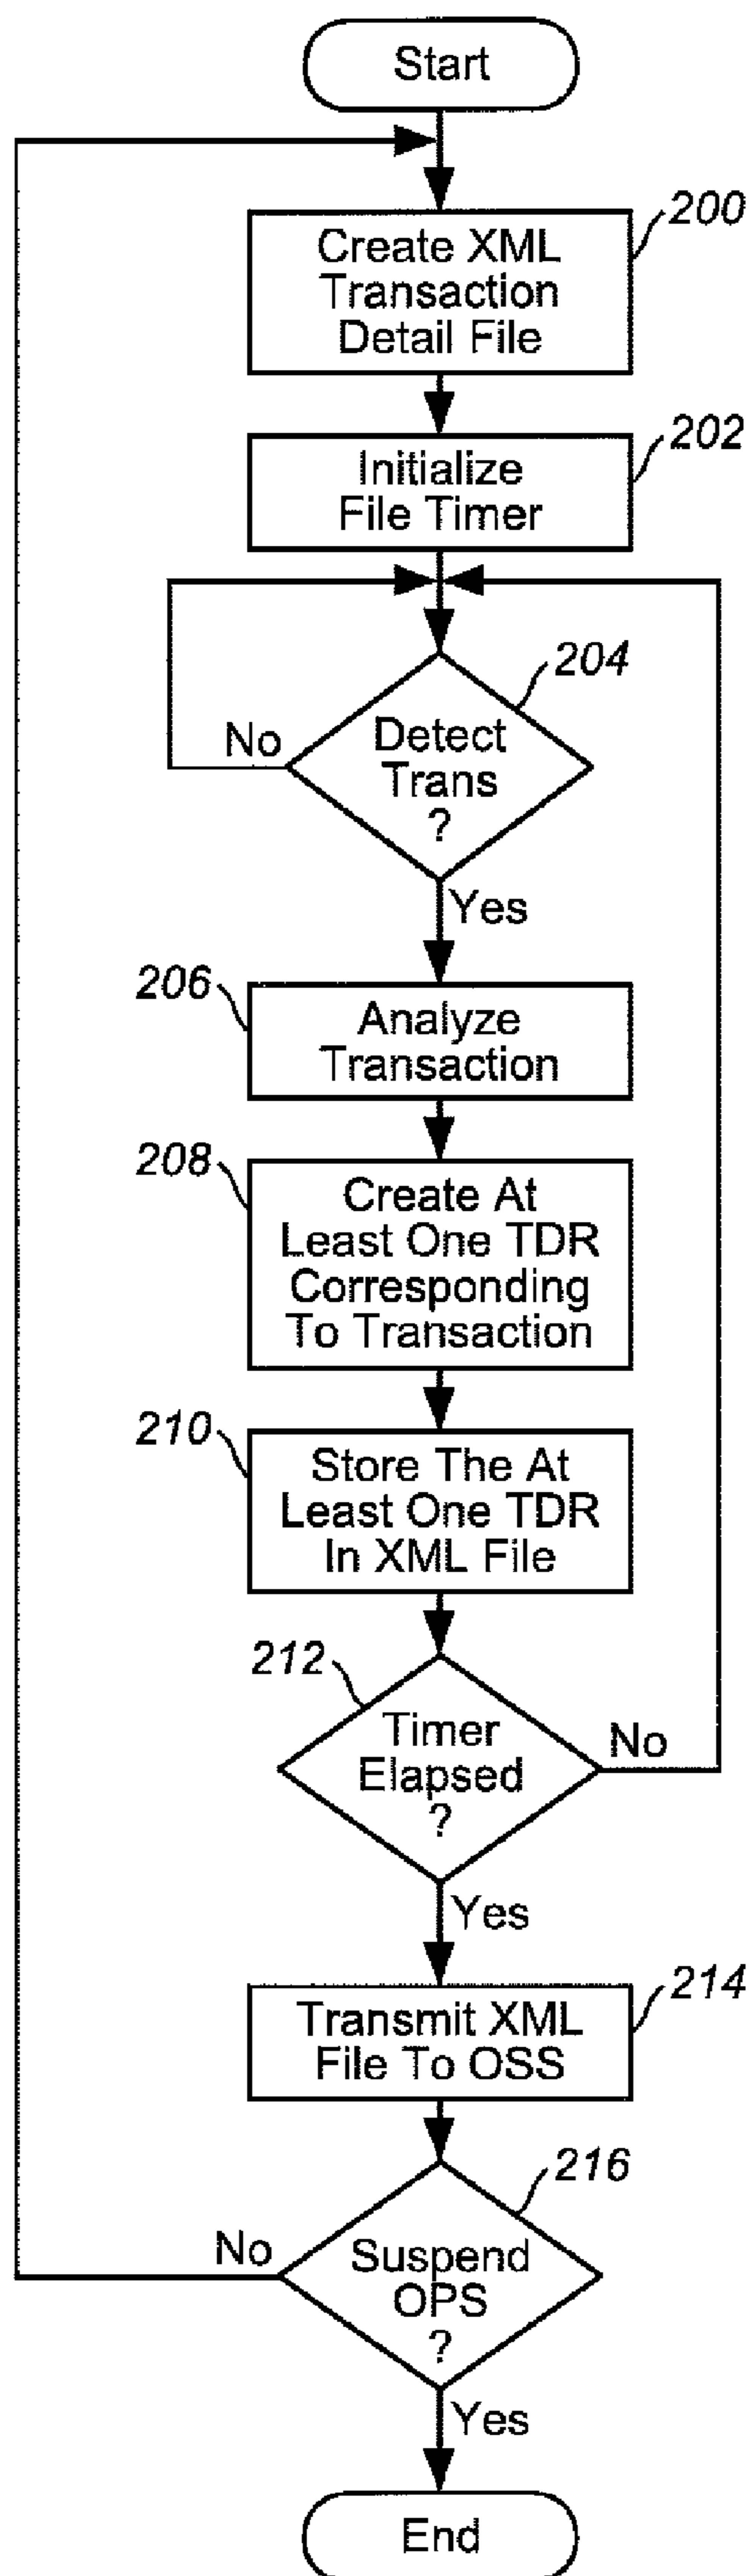 Start
200
Create XML
Transaction
Detail File
202
Initialize
File Timer
204
No
Detect
Trans
?
Yes
206
Analyze
Transaction
208
Create At
Least One TDR
Corresponding
To Transaction
210
Store The At
Least One TDR
In XML File
212
Timer
Elapsed
?
No
Yes
214
Transmit XML
File To OSS
216
No
Suspend
OPS
?
Yes
End